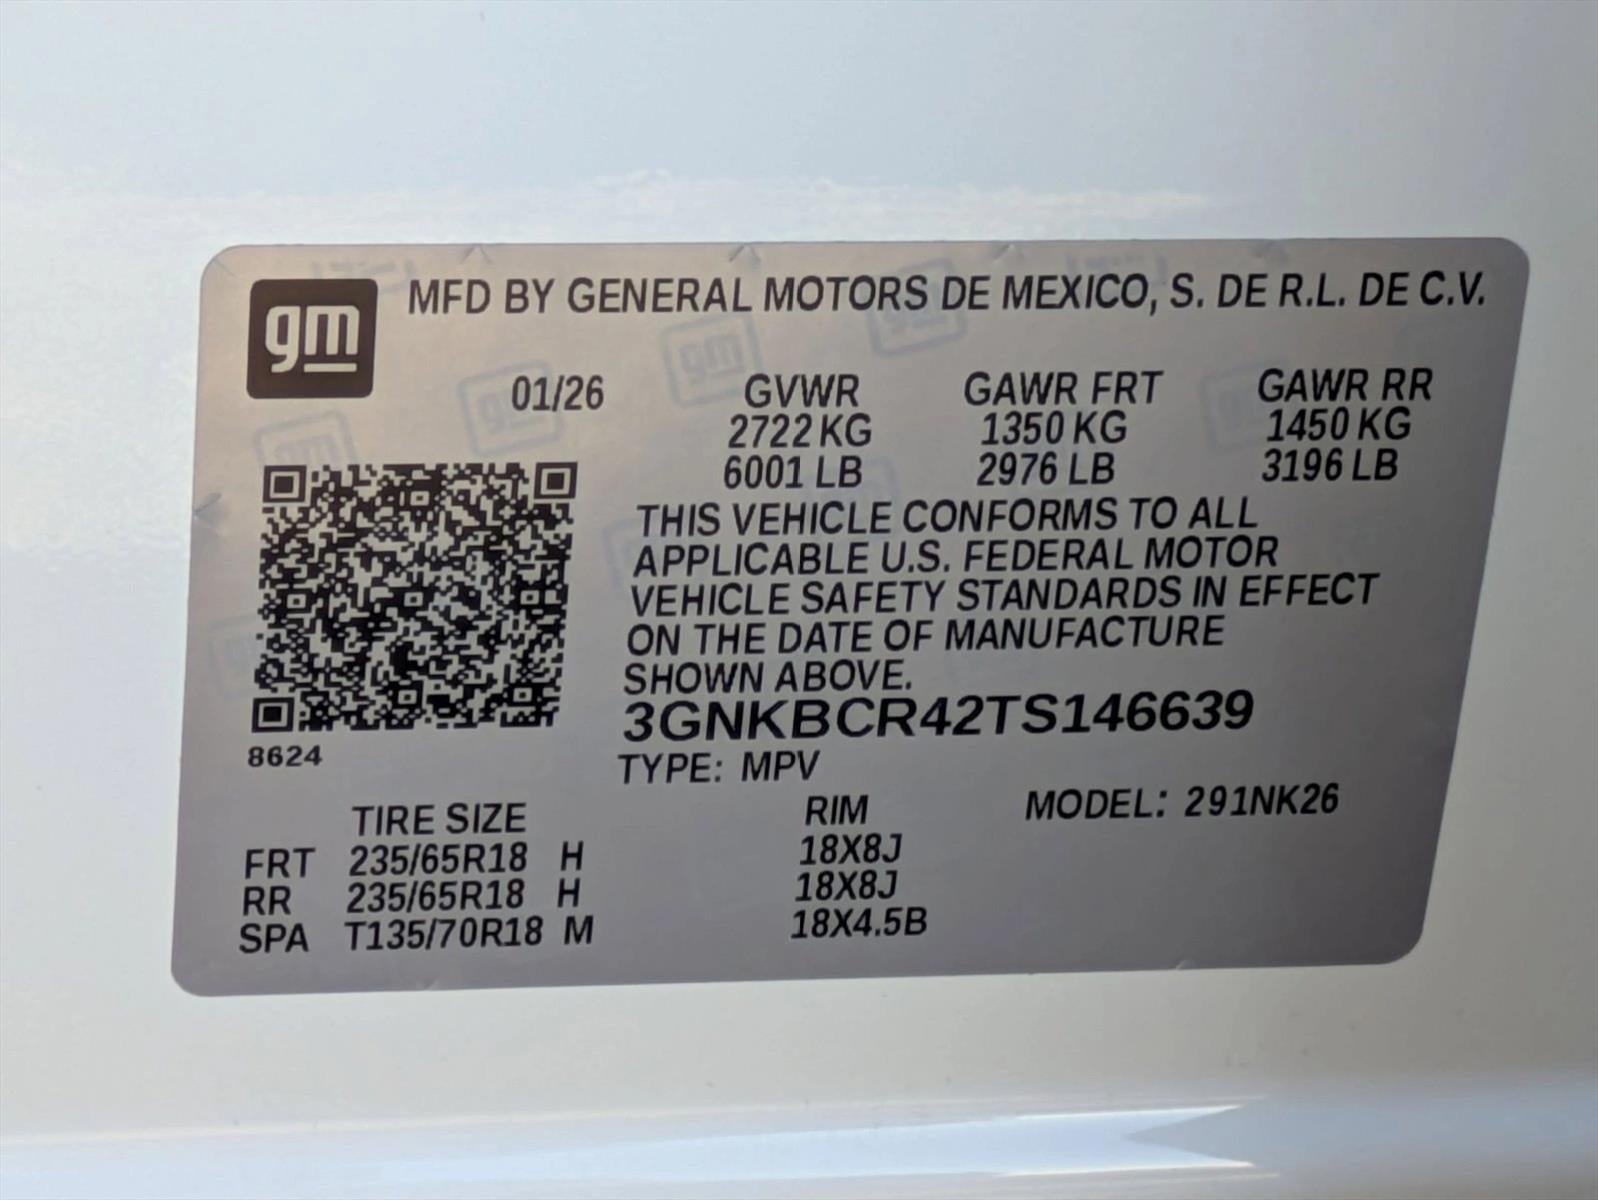 gm
MFD BY GENERAL MOTORS DE MEXICO, S. DE R.L. DE C.V.
01/26 GVWR GAWR FRT GAWR RR
2722 KG 1350 KG 1450 KG
6001 LB 2976 LB 3196 LB
THIS VEHICLE CONFORMS TO ALL
APPLICABLE U.S. FEDERAL MOTOR
VEHICLE SAFETY STANDARDS IN EFFECT
ON THE DATE OF MANUFACTURE
SHOWN ABOVE.
3GNKBCR42TS146639
8624
TYPE: MPV
TIRE SIZE RIM MODEL: 291NK26
FRT 235/65R18 H 18X8J
RR 235/65R18 H 18X8J
SPA T135/70R18 M 18X4.5B